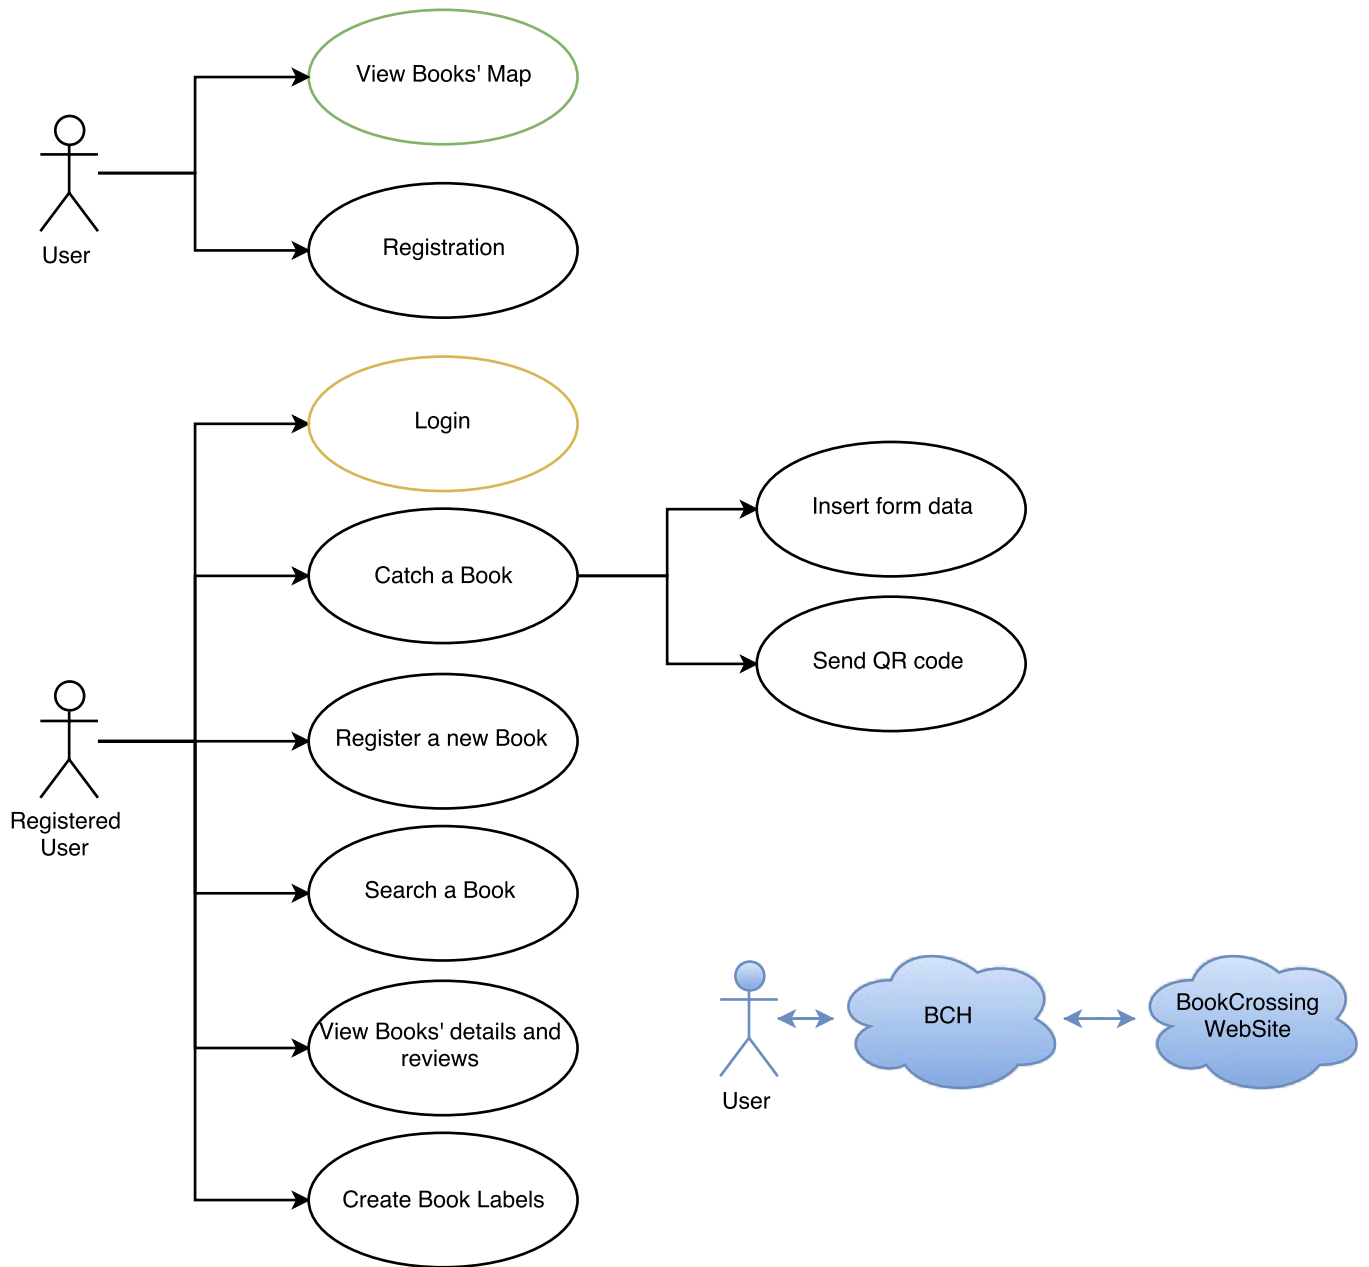 View Books' Map
User
Registration
Login
Catch a Book
Insert form data
Send QR code
Register a new Book
Registered
User
Search a Book
View Books' details and
reviews
Create Book Labels
User
BCH
BookCrossing
WebSite